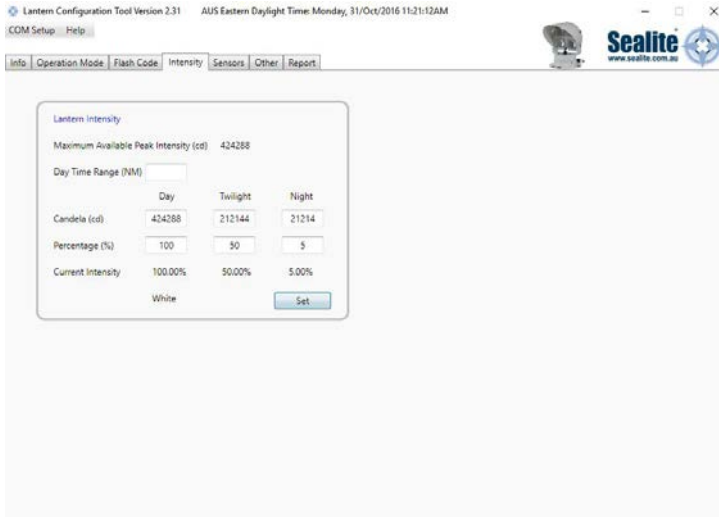 Lantern Configuration Tool Version 2.31 AUS Eastern Daylight Time: Monday, 31/Oct/2016 11:21:12AM
COM Setup Help
Sealite
www.sealite.com.au
Info Operation Mode Flash Code Intensity Sensors Other Report
Lantern Intensity
Maximum Available Peak Intensity (cd) 424288
Day Time Range (NM)
Day Twilight Night
Candela (cd) 424288 212144 21214
Percentage (%) 100 50 5
Current Intensity 100.00% 50.00% 5.00%
White Set